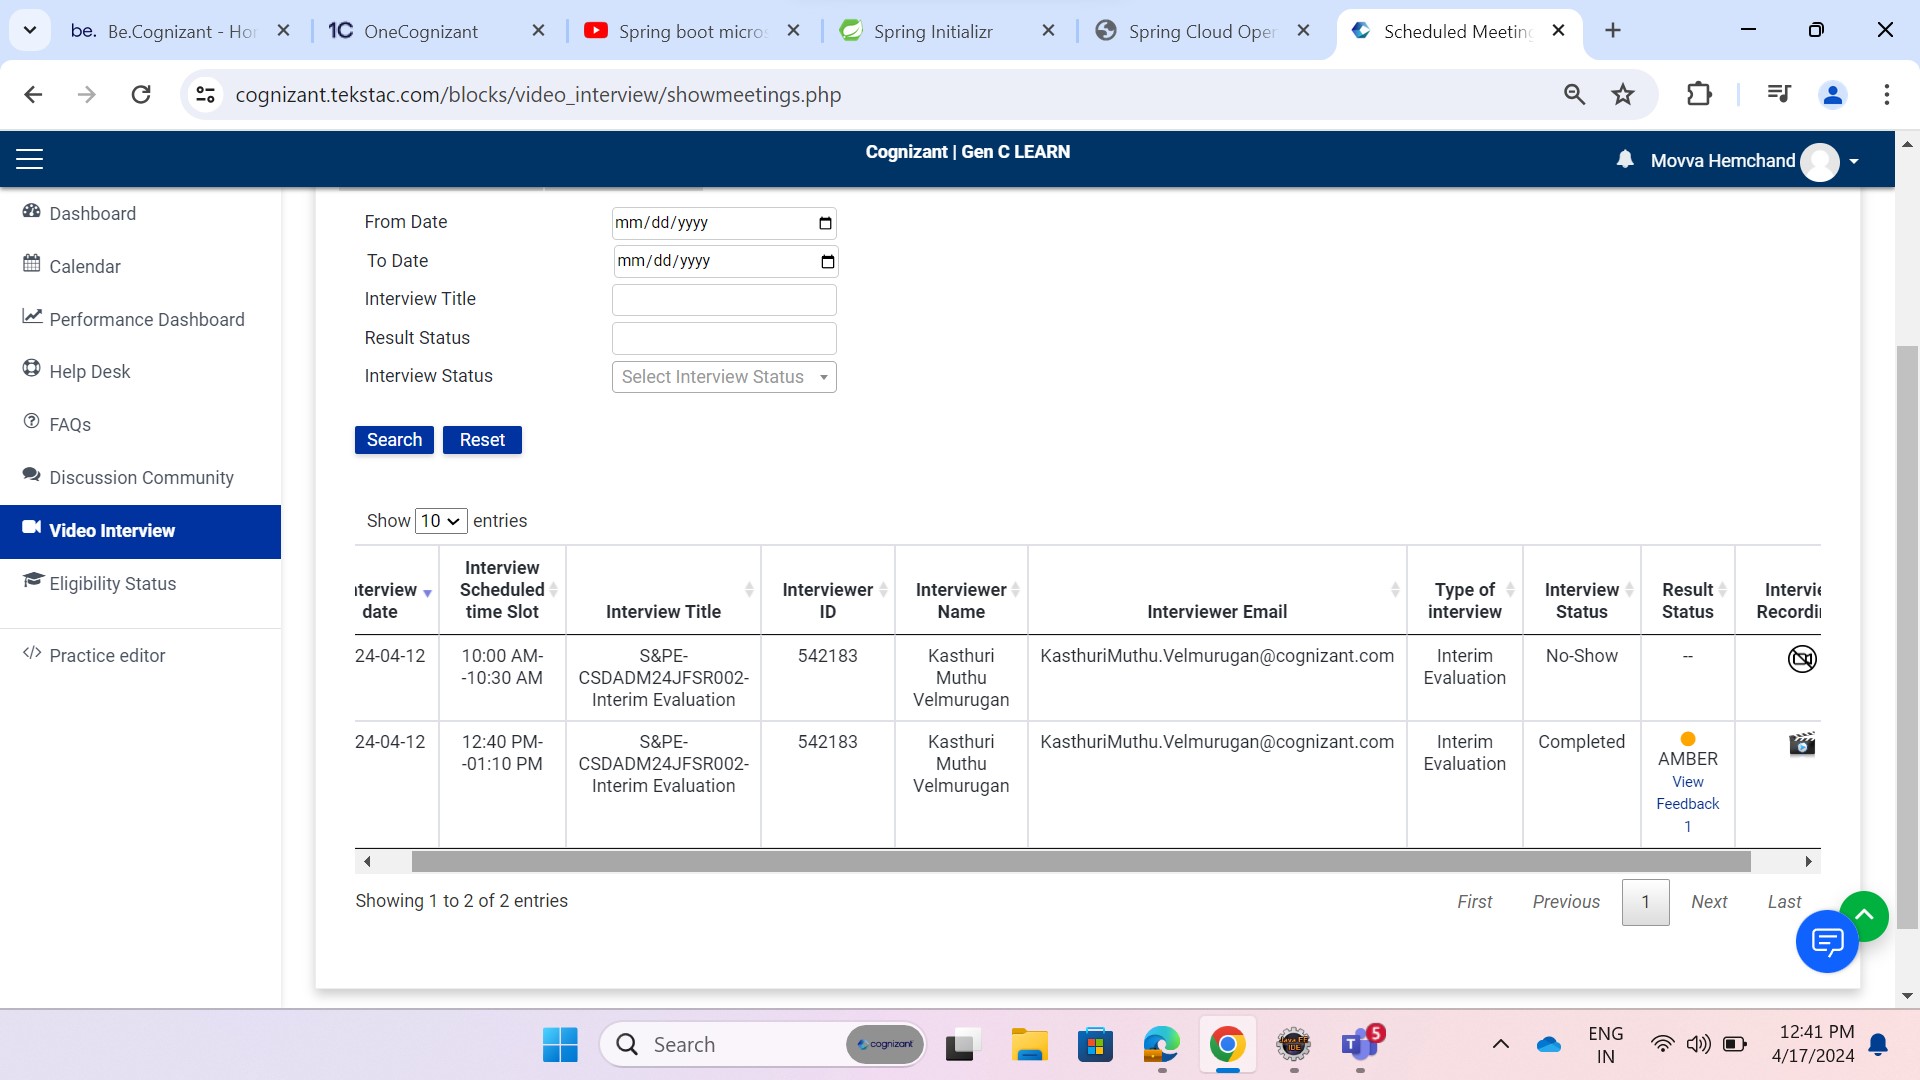 be. Be.Cognizant - Hor
1C OneCognizant
Spring boot micros
Spring Initializr
Spring Cloud Oper
Scheduled Meeting
cognizant.tekstac.com/blocks/video_interview/showmeetings.php
Cognizant | Gen C LEARN
Movva Hemchand
Dashboard
Calendar
Performance Dashboard
Help Desk
FAQs
Discussion Community
Video Interview
Eligibility Status
Practice editor
From Date mm/dd/yyyy
To Date mm/dd/yyyy
Interview Title
Result Status
Interview Status Select Interview Status
Search Reset
Show 10 entries
nterview date
Interview Scheduled time Slot
Interview Title
Interviewer ID
Interviewer Name
Interviewer Email
Type of interview
Interview Status
Result Status
Intervie Recordi
24-04-12
10:00 AM-
-10:30 AM
S&PE-
CSDADM24JFSR002-
Interim Evaluation
542183
Kasthuri
Muthu
Velmurugan
KasthuriMuthu.Velmurugan@cognizant.com
Interim
Evaluation
No-Show
--
24-04-12
12:40 PM-
-01:10 PM
S&PE-
CSDADM24JFSR002-
Interim Evaluation
542183
Kasthuri
Muthu
Velmurugan
KasthuriMuthu.Velmurugan@cognizant.com
Interim
Evaluation
Completed
AMBER
View
Feedback
1
Showing 1 to 2 of 2 entries
First Previous 1 Next Last
Search
cognizant
5
ENG
IN
12:41 PM
4/17/2024